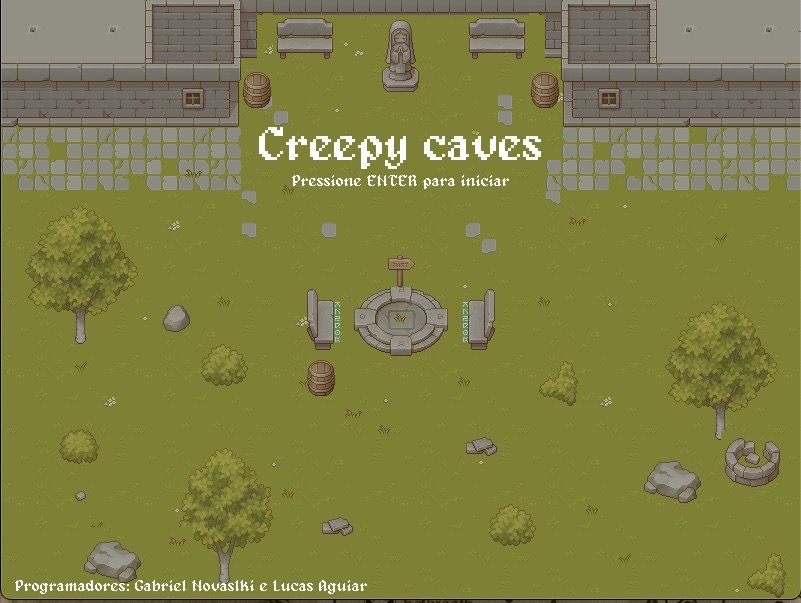 Creepy caves
Pressione ENTER para iniciar
Programadores: Gabriel Novaslki e Lucas Aguiar